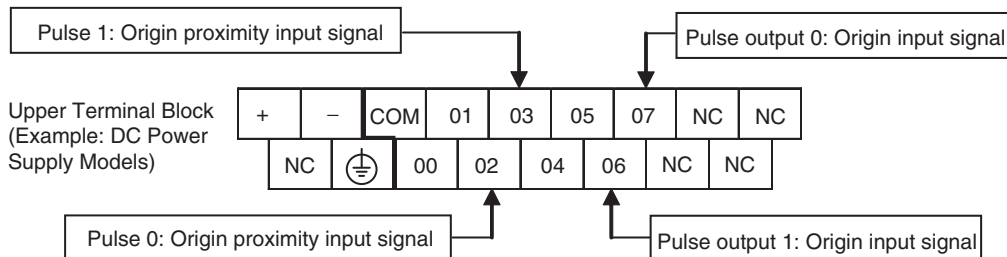 Pulse 1: Origin proximity input signal
Pulse output 0: Origin input signal
Upper Terminal Block
(Example: DC Power
Supply Models)
+ − COM 01 03 05 07 NC NC
NC 00 02 04 06 NC NC
Pulse 0: Origin proximity input signal
Pulse output 1: Origin input signal